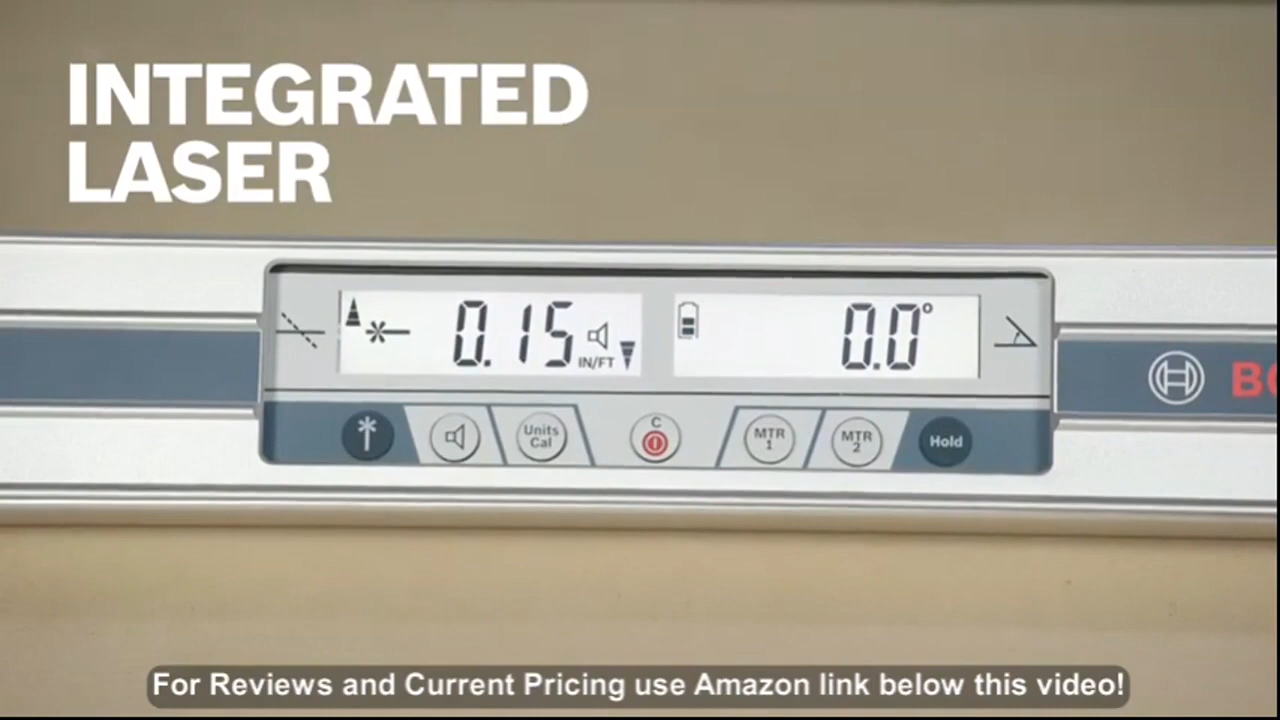 INTEGRATED
LASER
0.15
IN/FT
0.0°
Units
Cal
C
MTR
1
MTR
2
Hold
For Reviews and Current Pricing use Amazon link below this video!